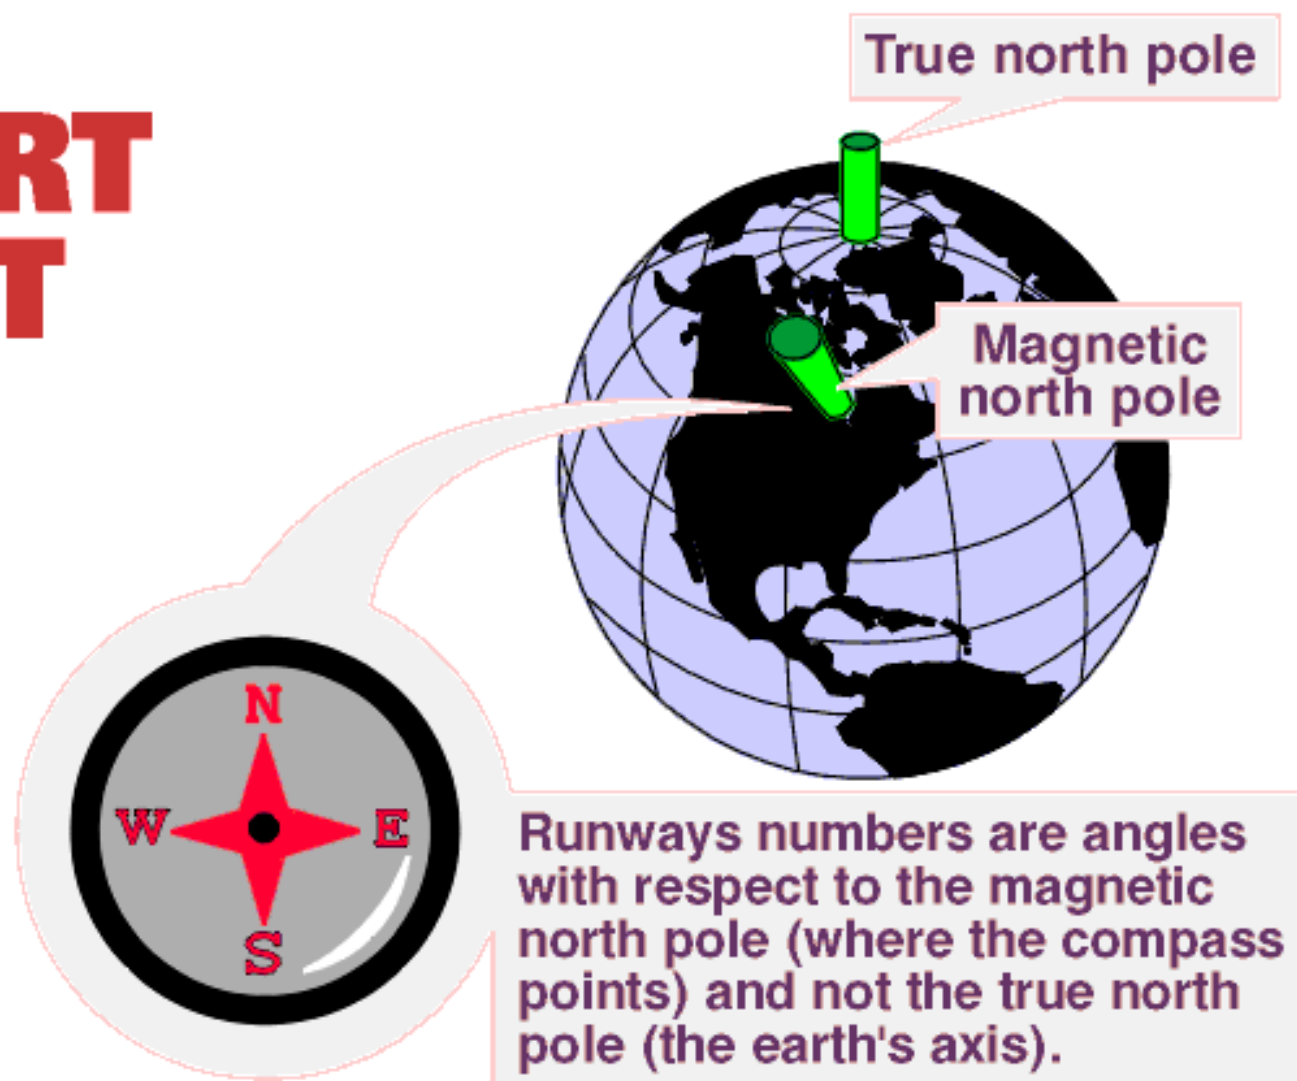 True north pole
RT
T
Magnetic
north pole
N
W
E
S
Runways numbers are angles
with respect to the magnetic
north pole (where the compass
points) and not the true north
pole (the earth's axis).